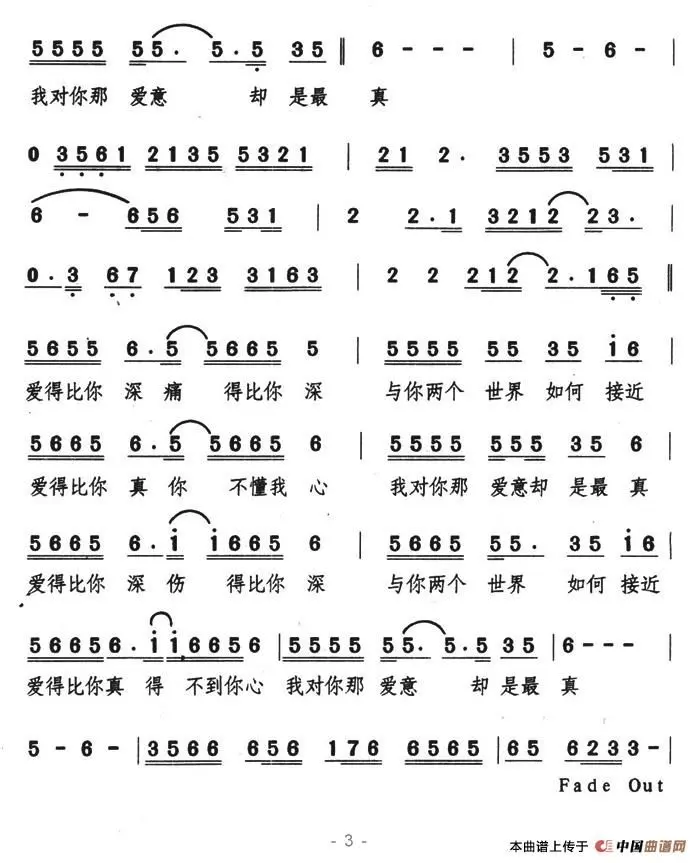 5555 55. 5.5 35 ‖ 6 - - - | 5 - 6 - |
我对你那 爱意 却 是最 真
0 3561 2135 5321 | 21 2. 3553 531
6 - 656 531 | 2 2.1 3212 23.
0.3 67 123 3163 | 2 2 212 2.165 ‖
5655 6.5 5665 5 | 5555 55 35 i6
爱得比你 深 痛 得比你 深 与你两个 世界 如何 接近
5665 6.5 5665 6 | 5555 555 35 6
爱得比你 真 你 不懂我 心 我对你那 爱意却 是最 真
5665 6.i i665 6 | 5665 55. 35 i6
爱得比你 深 伤 得比你 深 与你两个 世界 如何 接近
56656.ii6656 |5555 55. 5.535 |6 - - -
爱得比你真 得 不到你心 我对你那 爱意 却 是最 真
5 - 6 - |3566 656 176 6565 |65 6233 - |
Fade Out
- 3 -
本曲谱上传于 中国曲谱网